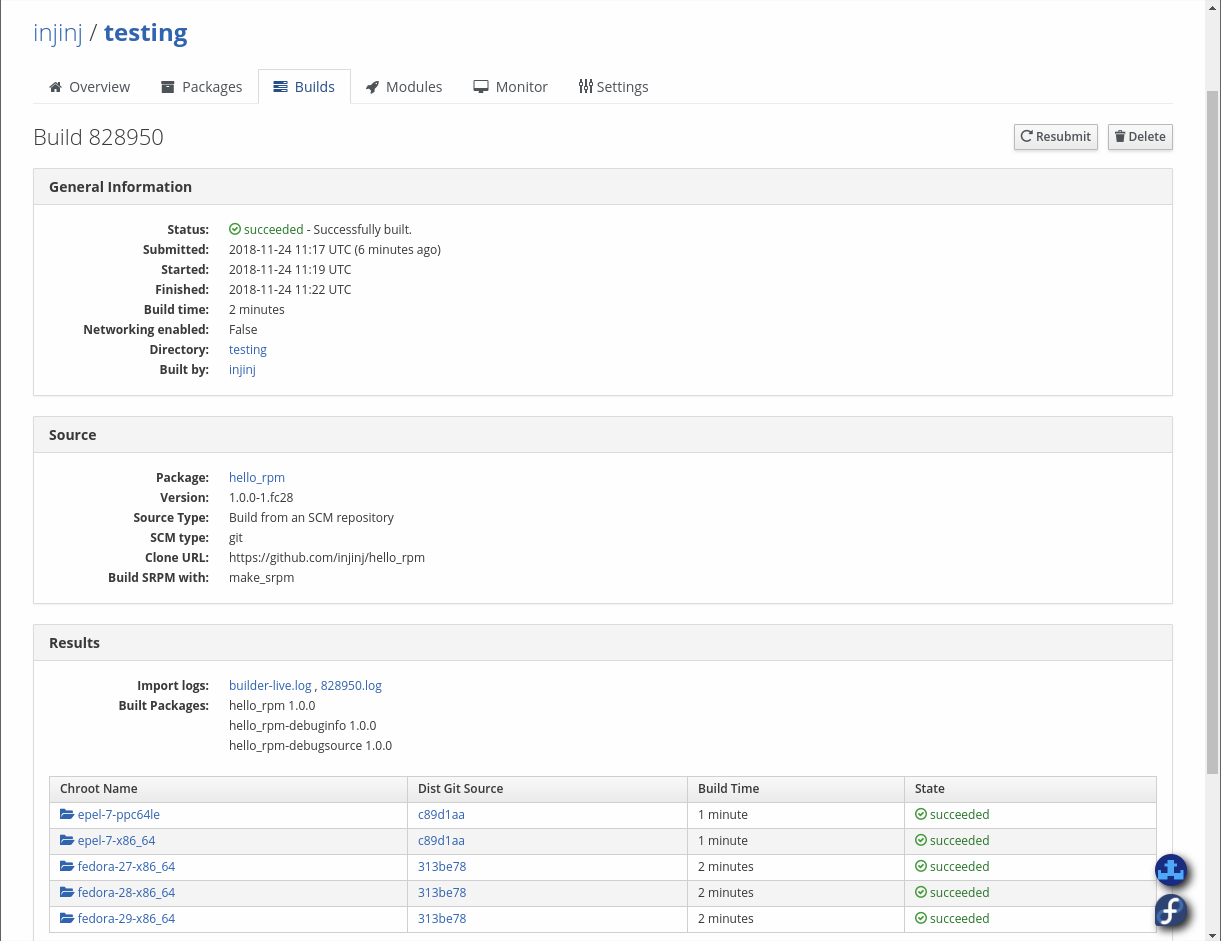 injinj / testing
Overview Packages Builds Modules Monitor Settings
Build 828950 Resubmit Delete
General Information
Status: succeeded - Successfully built.
Submitted: 2018-11-24 11:17 UTC (6 minutes ago)
Started: 2018-11-24 11:19 UTC
Finished: 2018-11-24 11:22 UTC
Build time: 2 minutes
Networking enabled: False
Directory: testing
Built by: injinj
Source
Package: hello_rpm
Version: 1.0.0-1.fc28
Source Type: Build from an SCM repository
SCM type: git
Clone URL: https://github.com/injinj/hello_rpm
Build SRPM with: make_srpm
Results
Import logs: builder-live.log , 828950.log
Built Packages: hello_rpm 1.0.0
hello_rpm-debuginfo 1.0.0
hello_rpm-debugsource 1.0.0
Chroot Name Dist Git Source Build Time State
epel-7-ppc64le c89d1aa 1 minute succeeded
epel-7-x86_64 c89d1aa 1 minute succeeded
fedora-27-x86_64 313be78 2 minutes succeeded
fedora-28-x86_64 313be78 2 minutes succeeded
fedora-29-x86_64 313be78 2 minutes succeeded